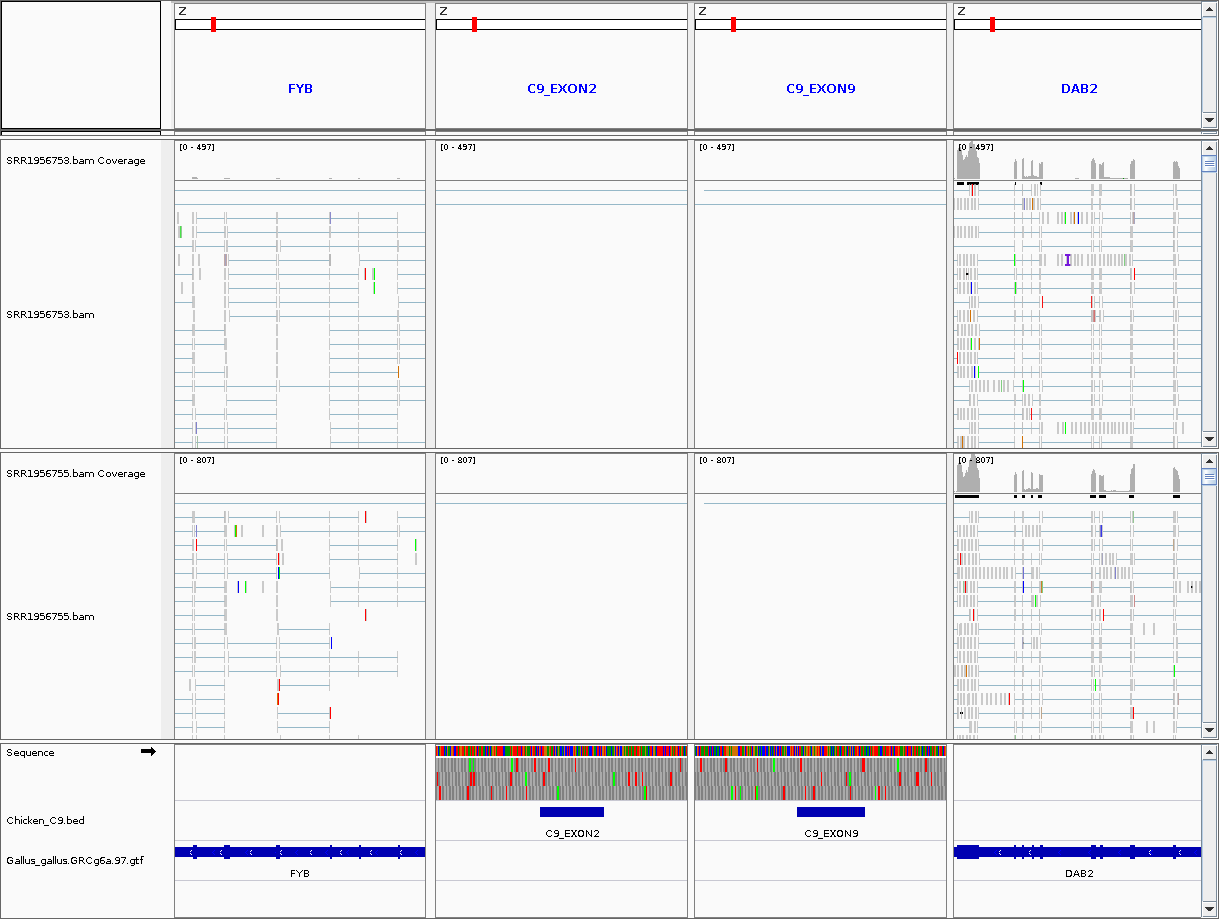 Z Z Z Z
FYB C9_EXON2 C9_EXON9 DAB2
[0 - 497] [0 - 497] [0 - 497] [0 - 497]
SRR1956753.bam Coverage
SRR1956753.bam
[0 - 807] [0 - 807] [0 - 807] [0 - 807]
SRR1956755.bam Coverage
SRR1956755.bam
Sequence
Chicken_C9.bed
C9_EXON2 C9_EXON9
Gallus_gallus.GRCg6a.97.gtf
FYB DAB2